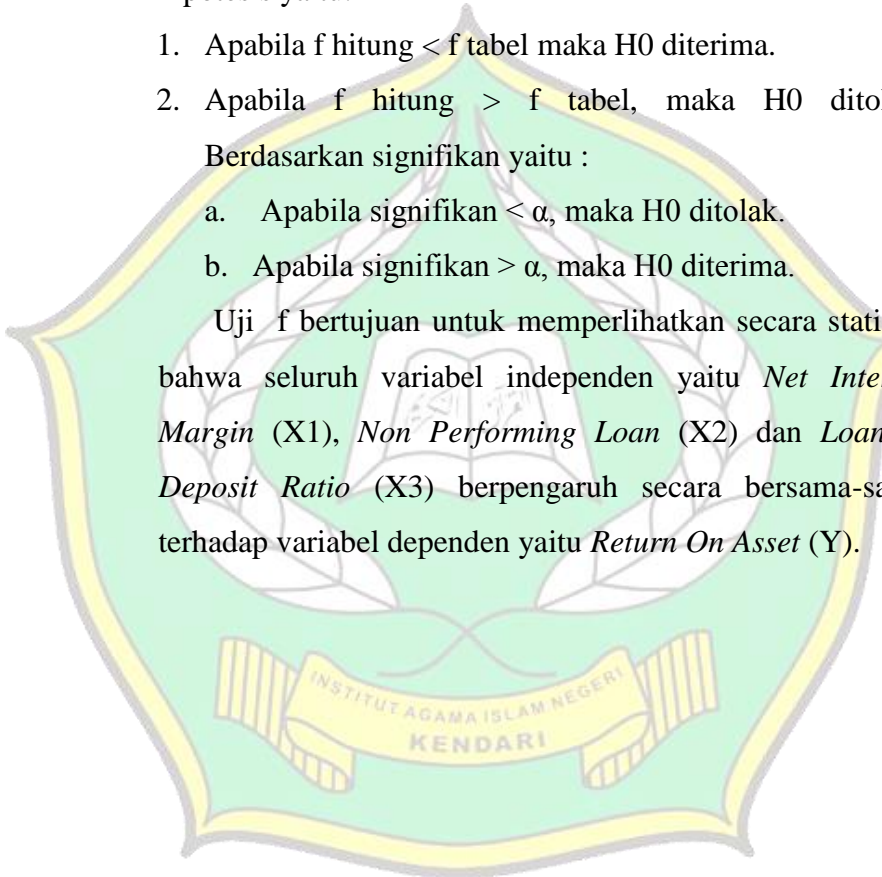 1. Apabila f hitung < f tabel maka H0 diterima.
2. Apabila f hitung > f tabel, maka H0
Berdasarkan signifikan yaitu :
a. Apabila signifikan < α, maka H0 ditolak.
b. Apabila signifikan > α, maka H0 diterima.
Uji f bertujuan untuk memperlihatkan secara
bahwa seluruh variabel independen yaitu Net
Margin (X1), Non Performing Loan (X2) dan Loan
Deposit Ratio (X3) berpengaruh secara
terhadap variabel dependen yaitu Return On Asset (Y).
INSTITUT AGAMA ISLAM NEGERI
KENDARI